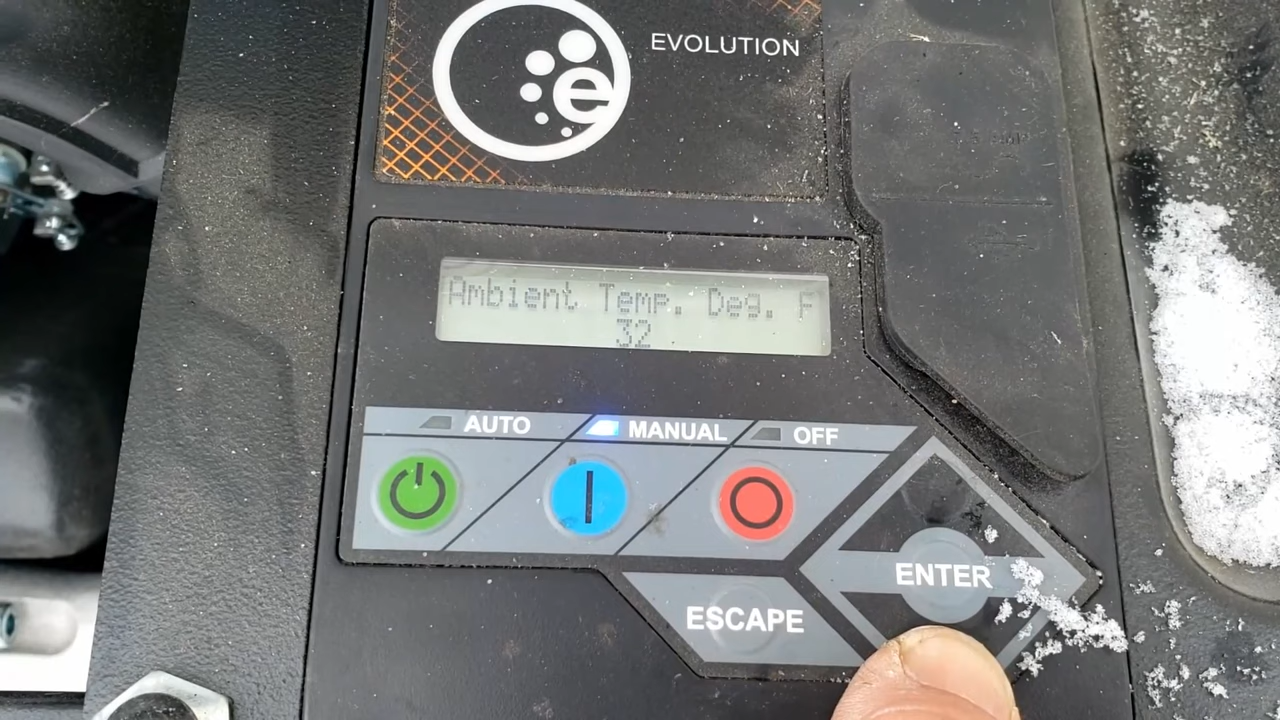 e
EVOLUTION
Ambient Temp. Deg. F
32
AUTO
MANUAL
OFF
ENTER
ESCAPE